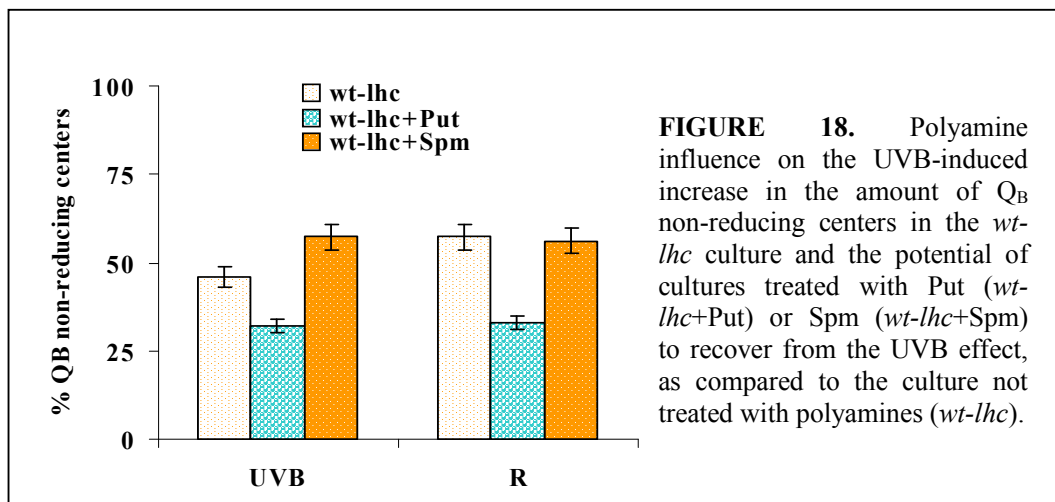 % QB non-reducing centers
100
75
50
25
0
wt-lhc
wt-lhc+Put
wt-lhc+Spm
UVB
R
FIGURE 18. Polyamine
influence on the UVB-induced
increase in the amount of QB
non-reducing centers in the wt-
lhc culture and the potential of
cultures treated with Put (wt-
lhc+Put) or Spm (wt-lhc+Spm)
to recover from the UVB effect,
as compared to the culture not
treated with polyamines (wt-lhc).